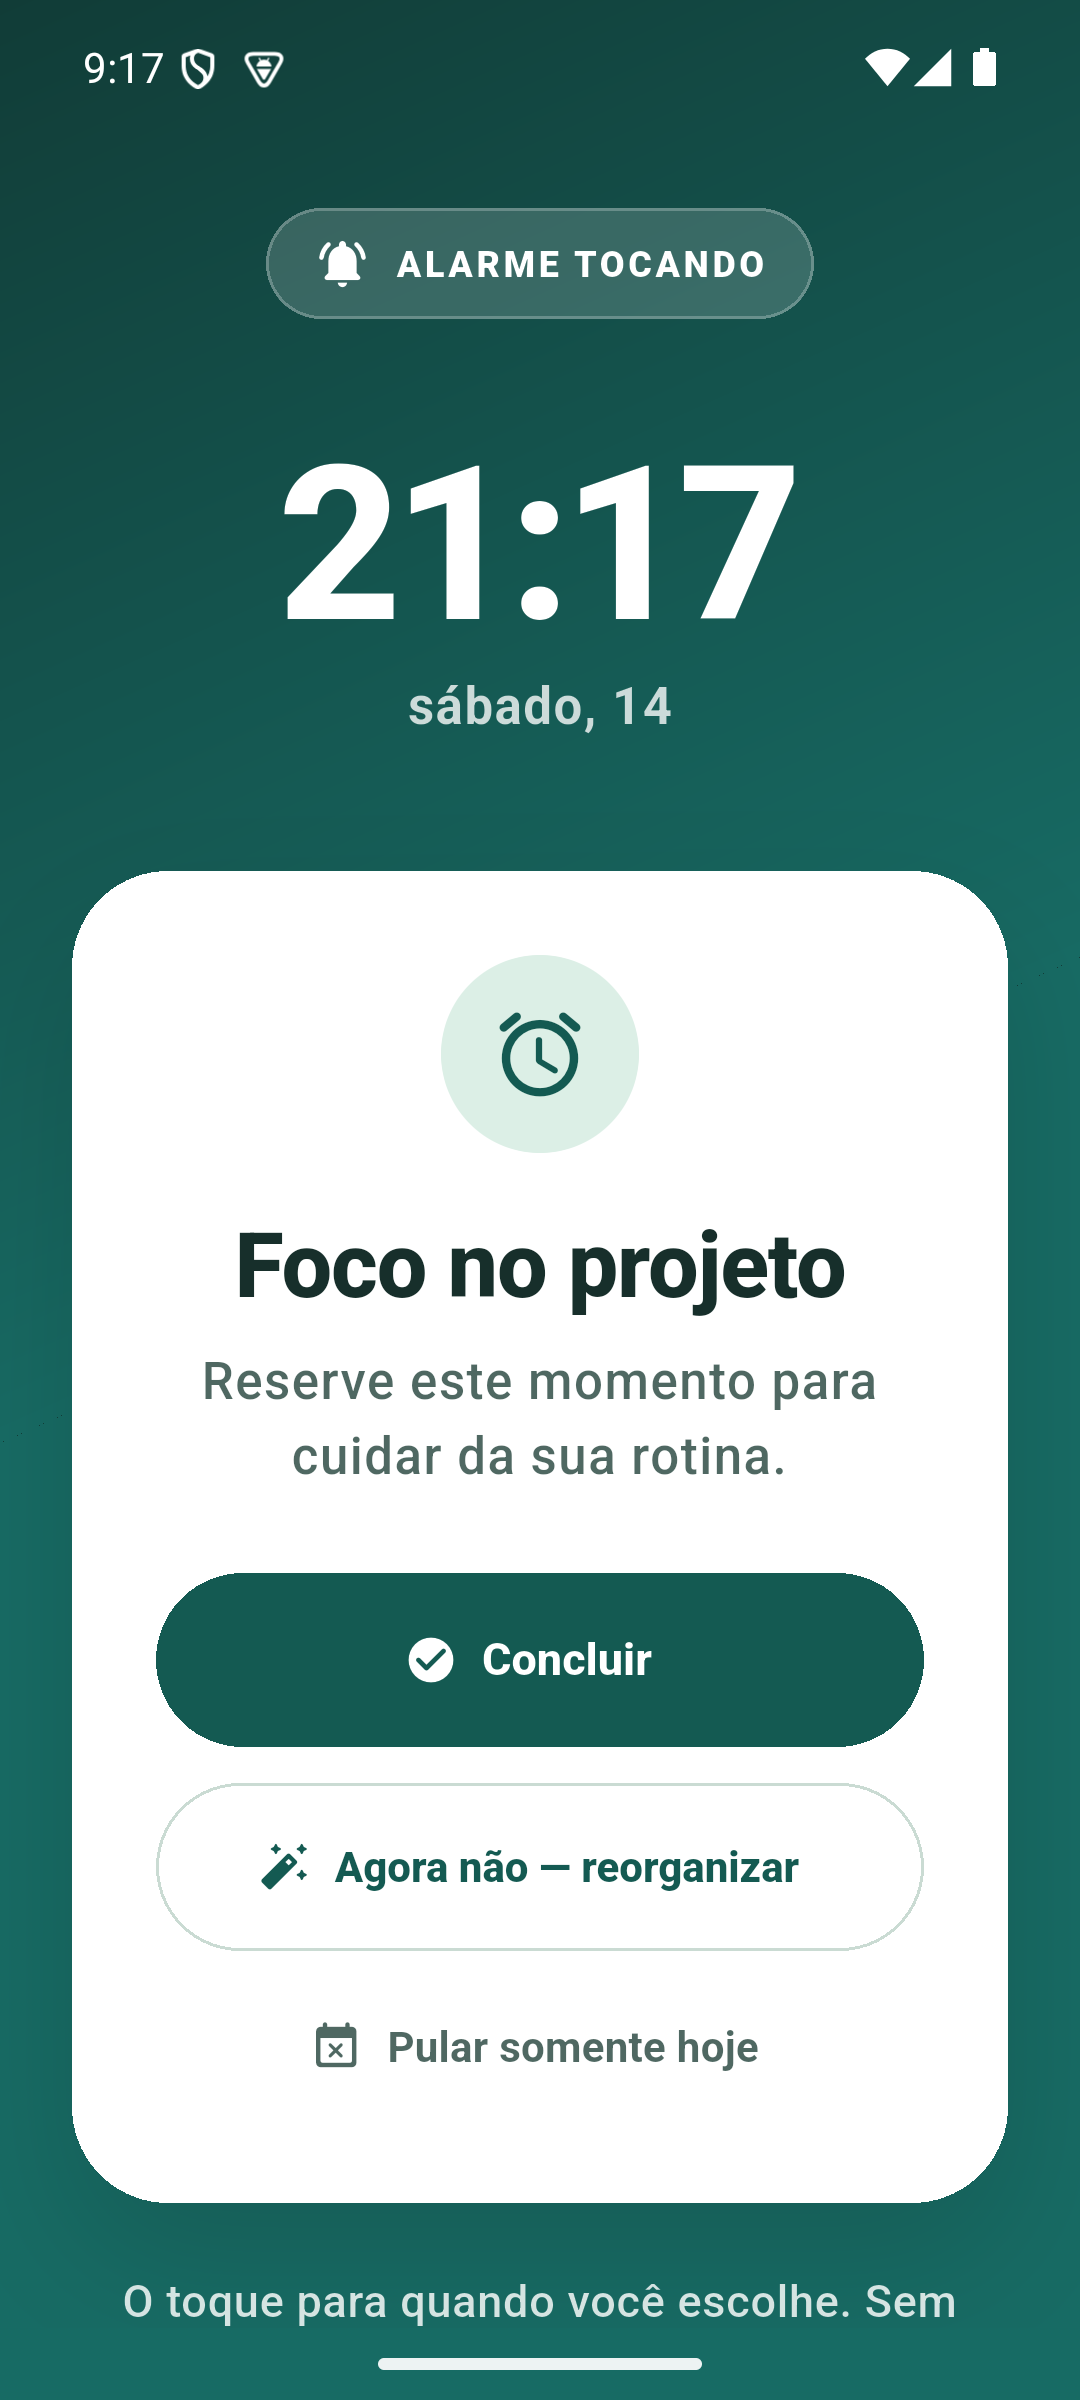 9:17
ALARME TOCANDO
21:17
sábado, 14
Foco no projeto
Reserve este momento para
cuidar da sua rotina.
Concluir
Agora não — reorganizar
Pular somente hoje
O toque para quando você escolhe. Sem